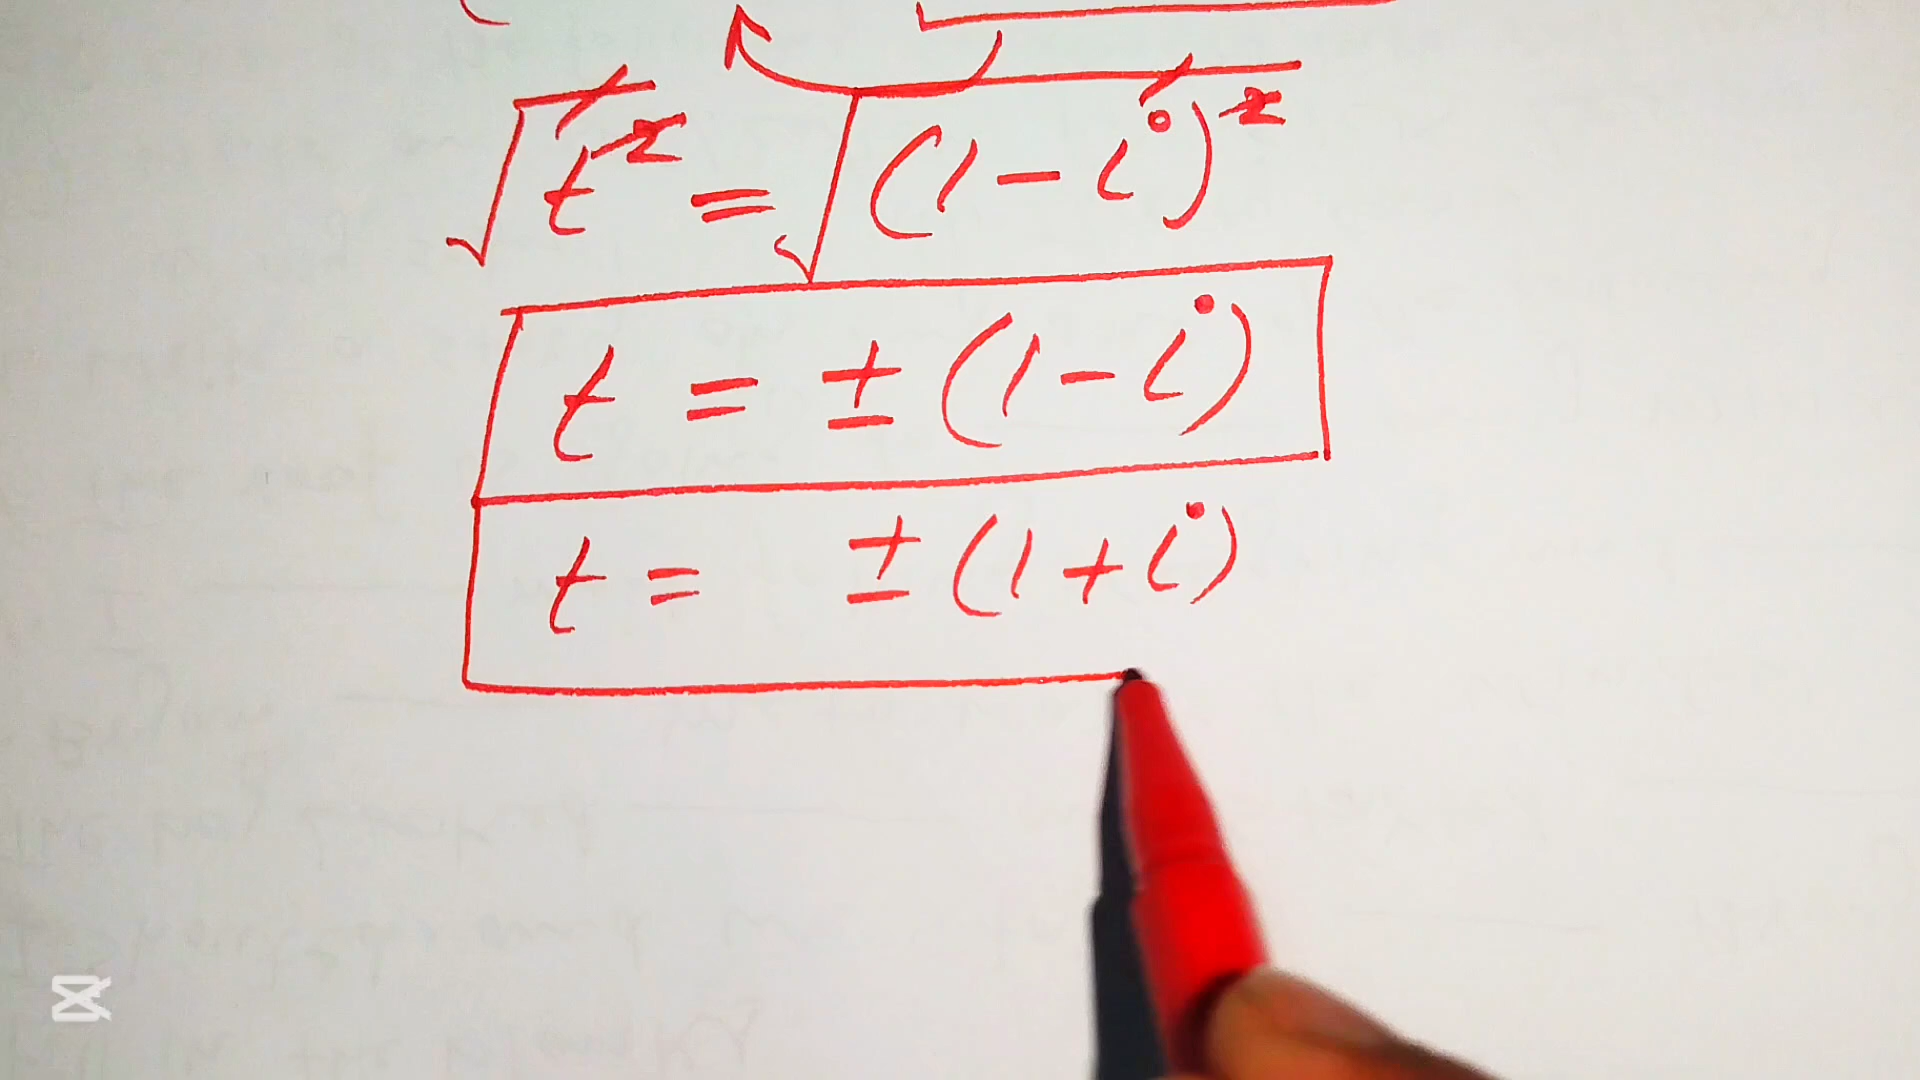 √t² = √(1 - i)²
t = ± (1 - i)
t = ± (1 + i)